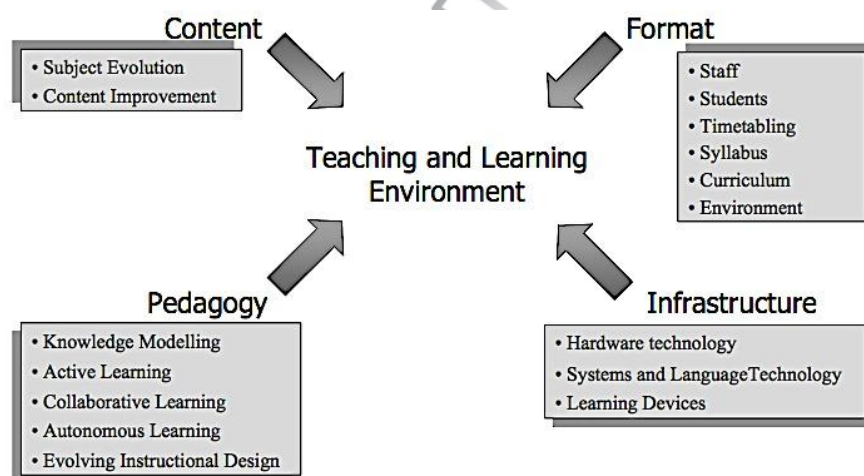 Content
• Subject Evolution
• Content Improvement
Format
• Staff
• Students
• Timetabling
• Syllabus
• Curriculum
• Environment
Teaching and Learning
Environment
Pedagogy
• Knowledge Modelling
• Active Learning
• Collaborative Learning
• Autonomous Learning
• Evolving Instructional Design
Infrastructure
• Hardware technology
• Systems and LanguageTechnology
• Learning Devices